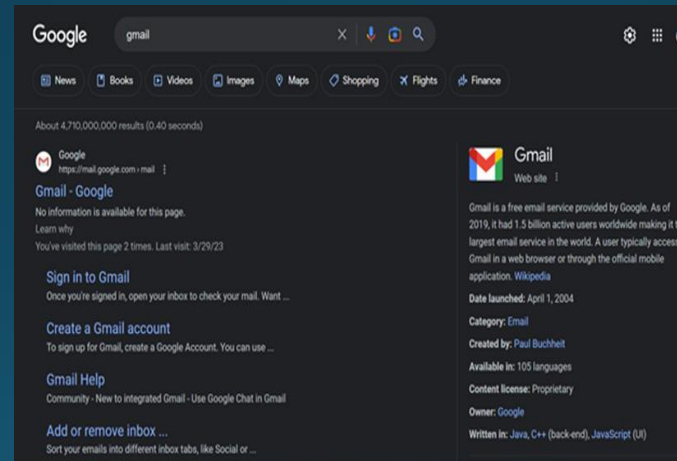 Google
gmail
News
Books
Videos
Images
Maps
Shopping
Flights
Finance
About 4,710,000,000 results (0.40 seconds)
Google
https://mail.google.com › mail
Gmail - Google
No information is available for this page.
Learn why
You've visited this page 2 times. Last visit: 3/29/23
Sign in to Gmail
Once you're signed in, open your inbox to check your mail. Want ...
Create a Gmail account
To sign up for Gmail, create a Google Account. You can use ...
Gmail Help
Community - New to integrated Gmail - Use Google Chat in Gmail
Add or remove inbox ...
Sort your emails into different inbox tabs, like Social or ...
Gmail
Web site
Gmail is a free email service provided by Google. As of
2019, it had 1.5 billion active users worldwide making it
largest email service in the world. A user typically
Gmail in a web browser or through the official mobile
application. Wikipedia
Date launched: April 1, 2004
Category: Email
Created by: Paul Buchheit
Available in: 105 languages
Content license: Proprietary
Owner: Google
Written in: Java, C++ (back-end), JavaScript (UI)